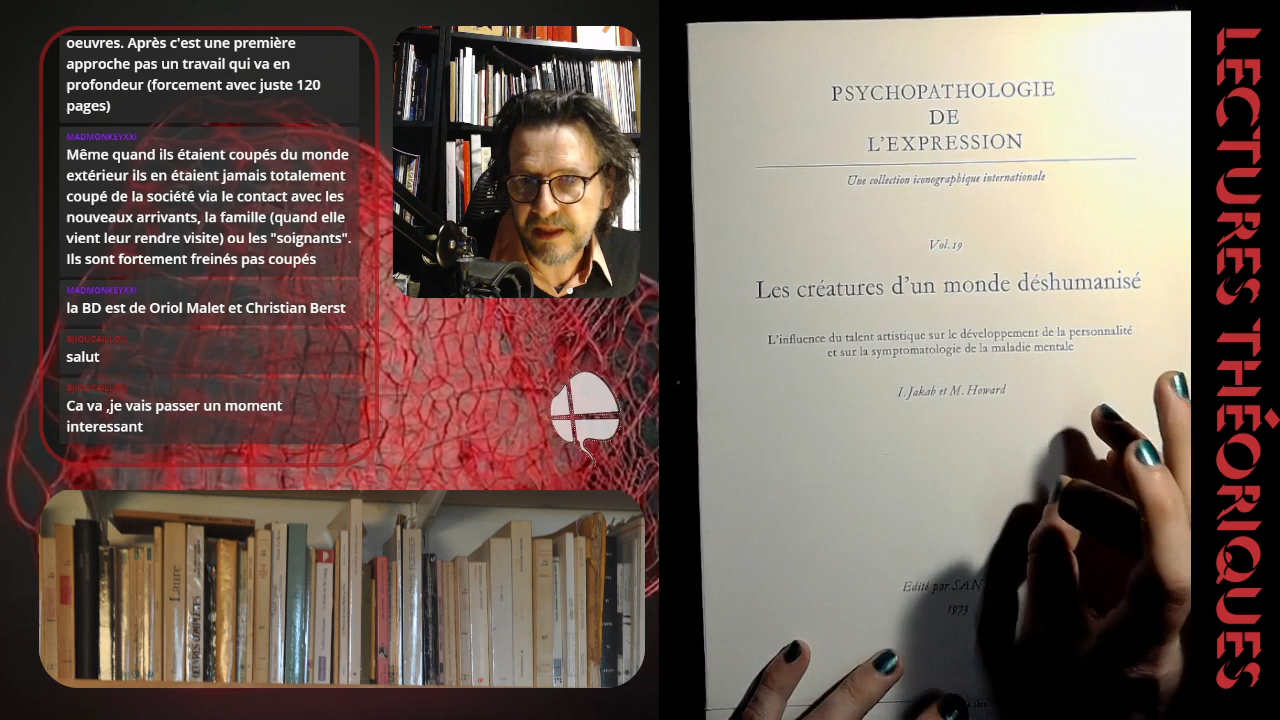 oeuvres. Après c'est une première
approche pas un travail qui va en
profondeur (forcement avec juste 120
pages)
MADMONKEYXXI
Même quand ils étaient coupés du monde
extérieur ils en étaient jamais totalement
coupé de la société via le contact avec les
nouveaux arrivants, la famille (quand elle
vient leur rendre visite) ou les "soignants".
Ils sont fortement freinés pas coupés
MADMONKEYXXI
la BD est de Oriol Malet et Christian Berst
salut
Ca va ,je vais passer un moment
interessant
Laure
PSYCHOPATHOLOGIE
DE
L'EXPRESSION
Une collection iconographique internationale
Vol. 19
Les créatures d'un monde déshumanisé
L'influence du talent artistique sur le développement de la personnalité
et sur la symptomatologie de la maladie mentale
I. Jakab et M. Howard
Edité par SAN
1973
LECTURES THÉORIQUES